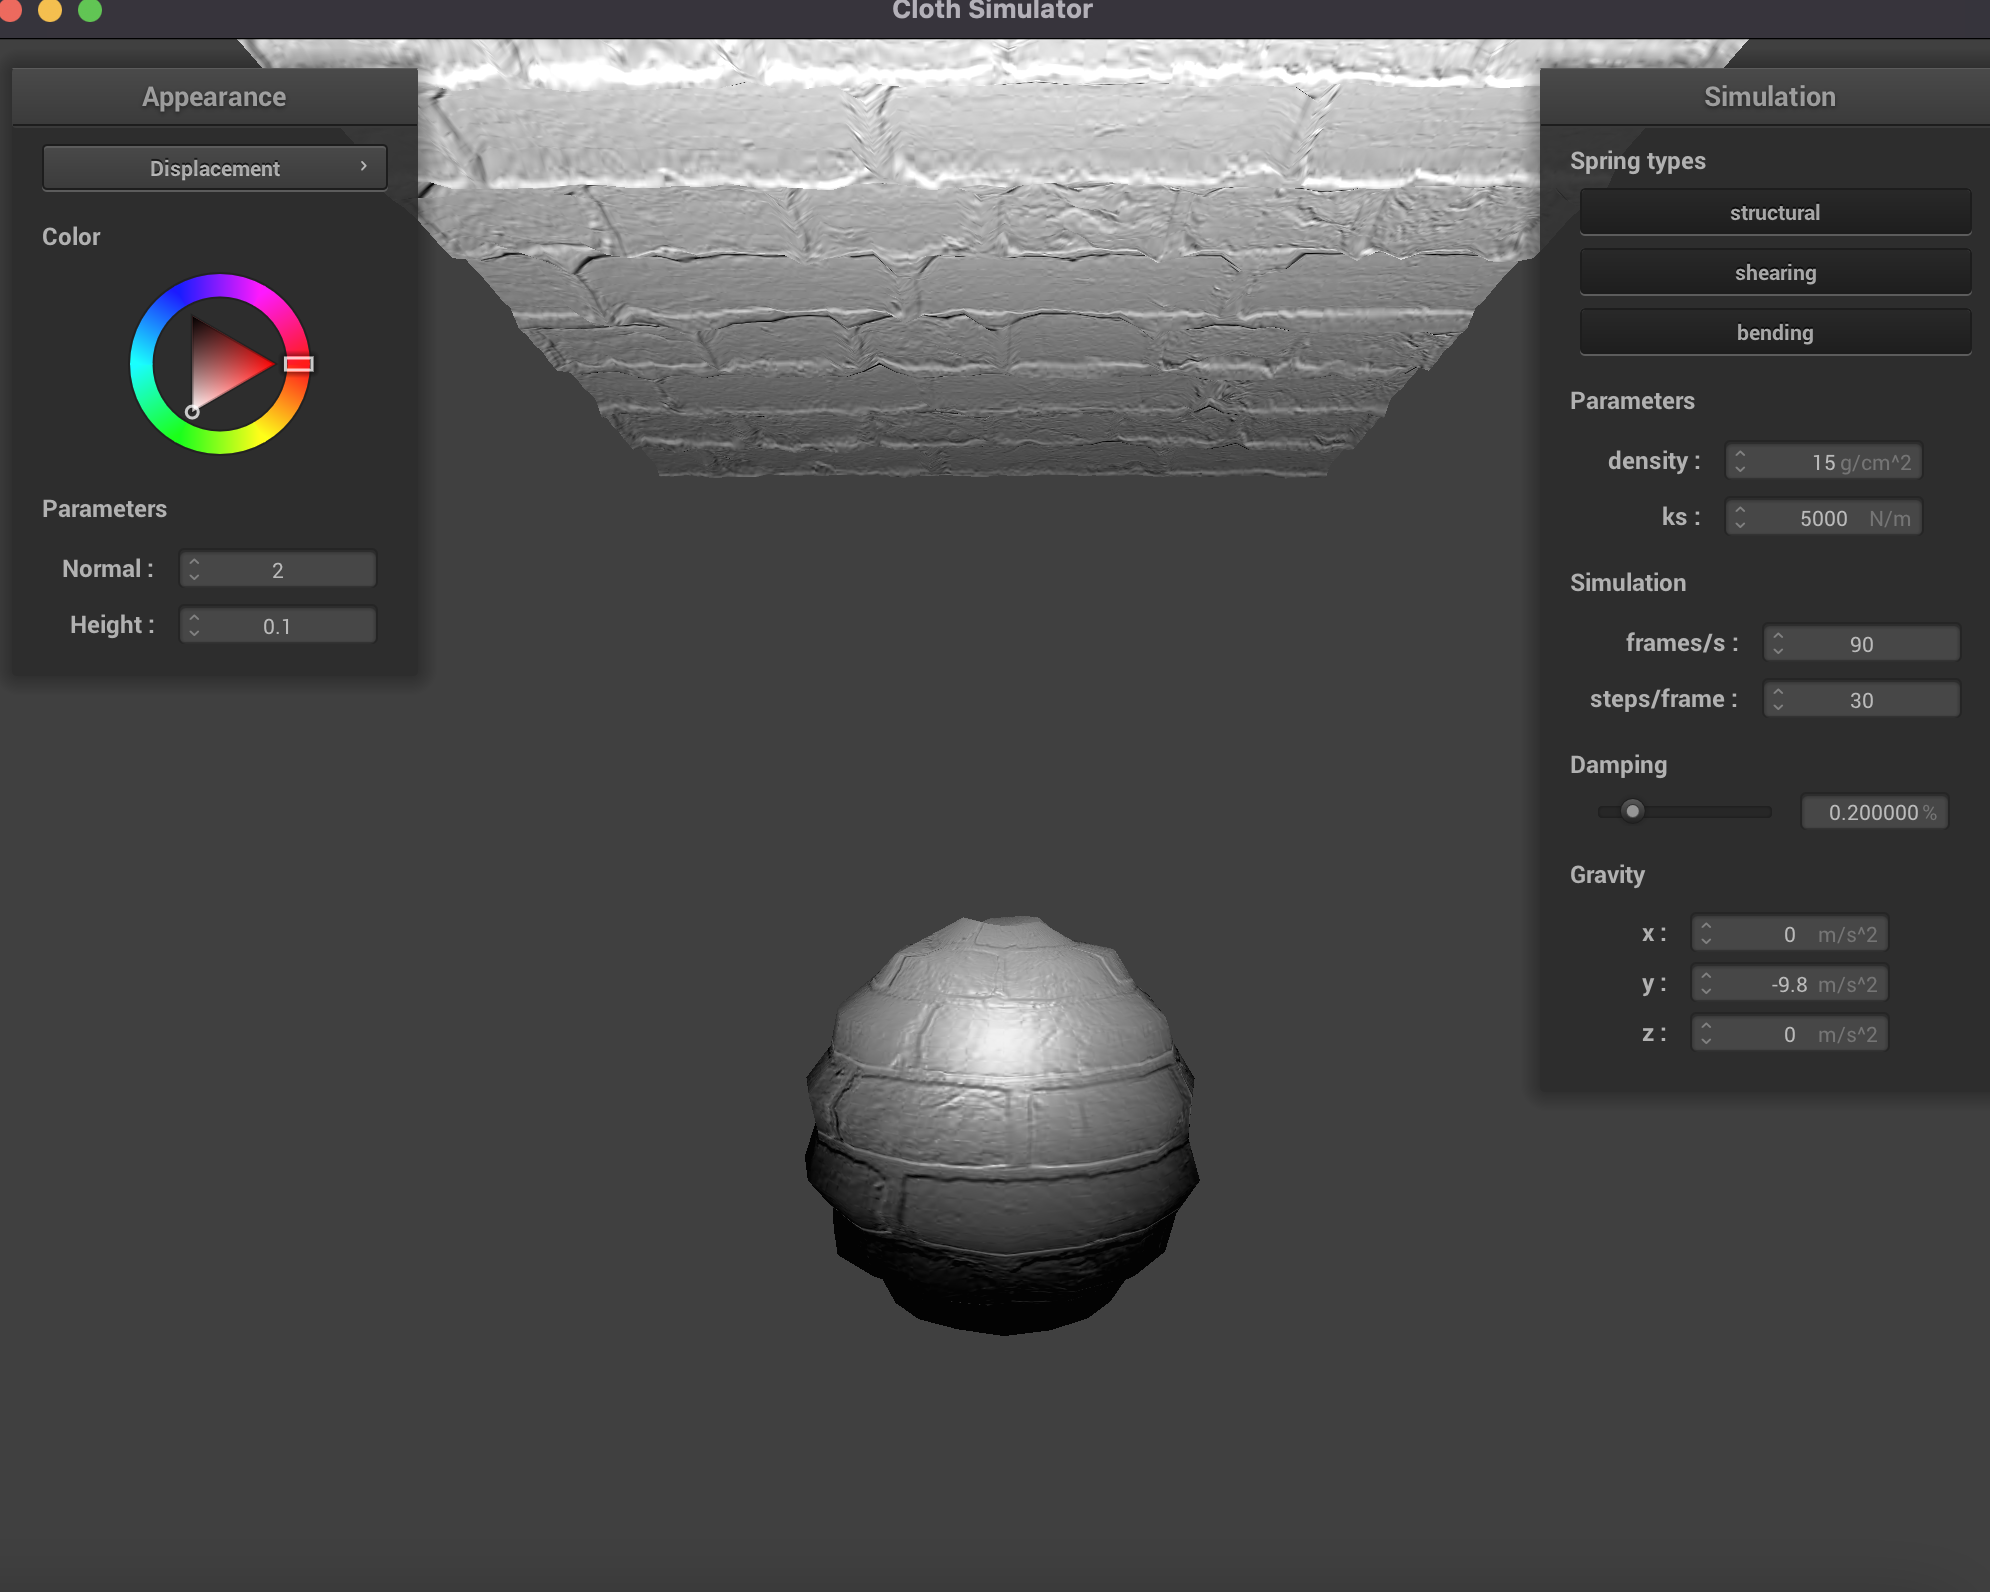 Cloth Simulator
Appearance
Displacement
Color
Parameters
Normal : 2
Height : 0.1
Simulation
Spring types
structural
shearing
bending
Parameters
density : 15 g/cm^2
ks : 5000 N/m
Simulation
frames/s : 90
steps/frame : 30
Damping
0.200000 %
Gravity
x : 0 m/s^2
y : -9.8 m/s^2
z : 0 m/s^2